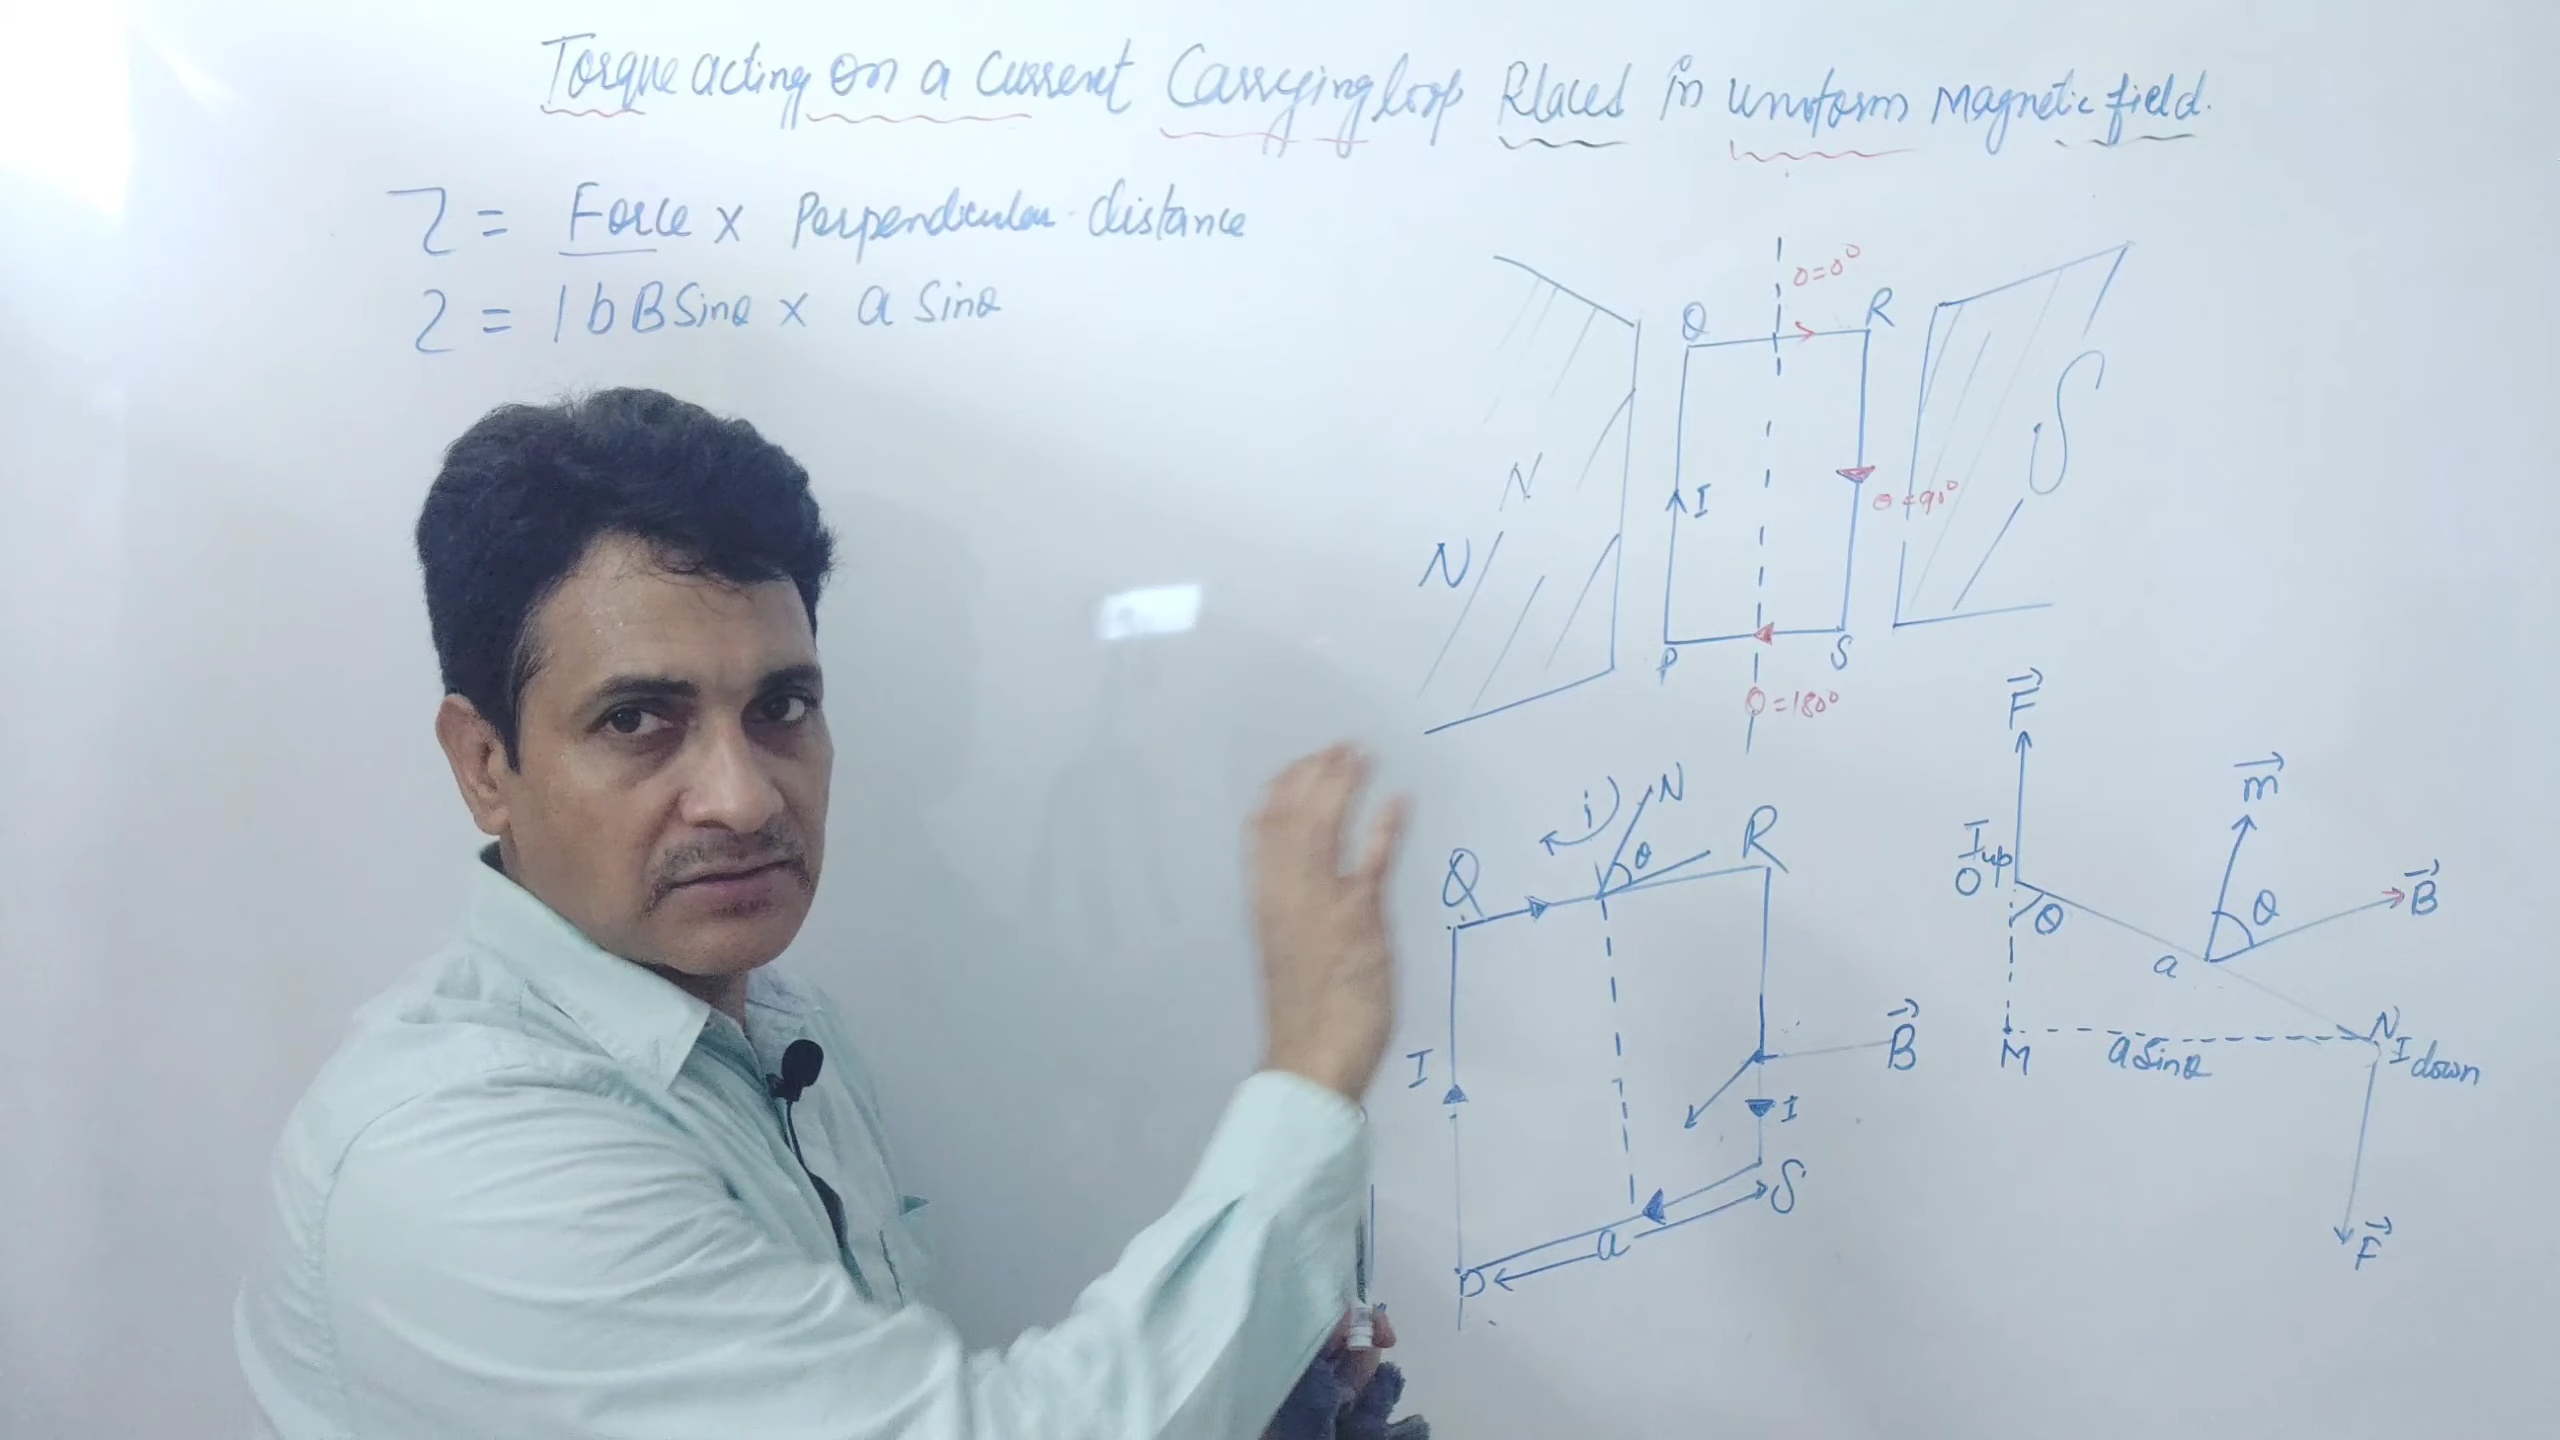 Torque acting on a Current Carrying loop Placed in uniform Magnetic field.
τ = Force × Perpendicular distance
τ = I b B Sinθ × a Sinθ
θ=0°
Q R
N S
N
I θ=90°
P S
θ=180°
F
i N
m
Q θ R
I up
O θ
θ B
a
I B
M a Sinθ N I down
I
S
a
P
F